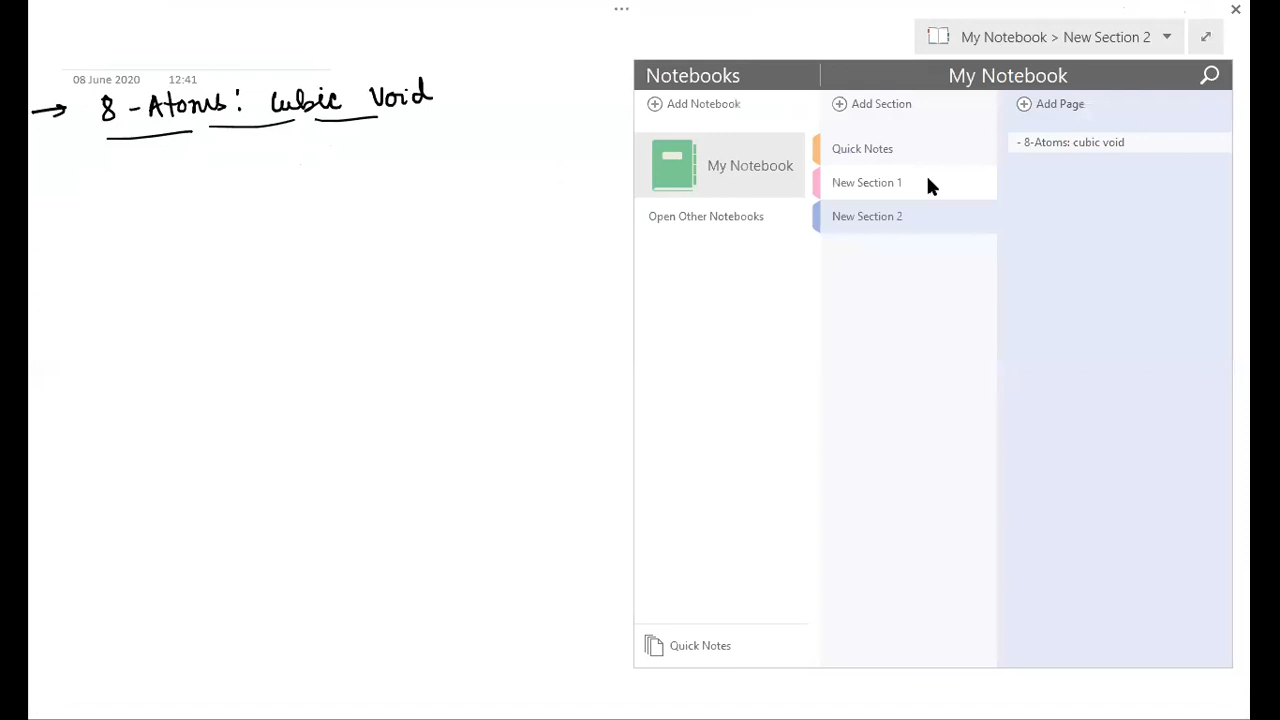 My Notebook > New Section 2
08 June 2020 12:41
→ 8 - Atoms: Cubic Void
Notebooks
My Notebook
Add Notebook
Add Section
Add Page
My Notebook
Quick Notes
New Section 1
New Section 2
- 8-Atoms: cubic void
Open Other Notebooks
Quick Notes